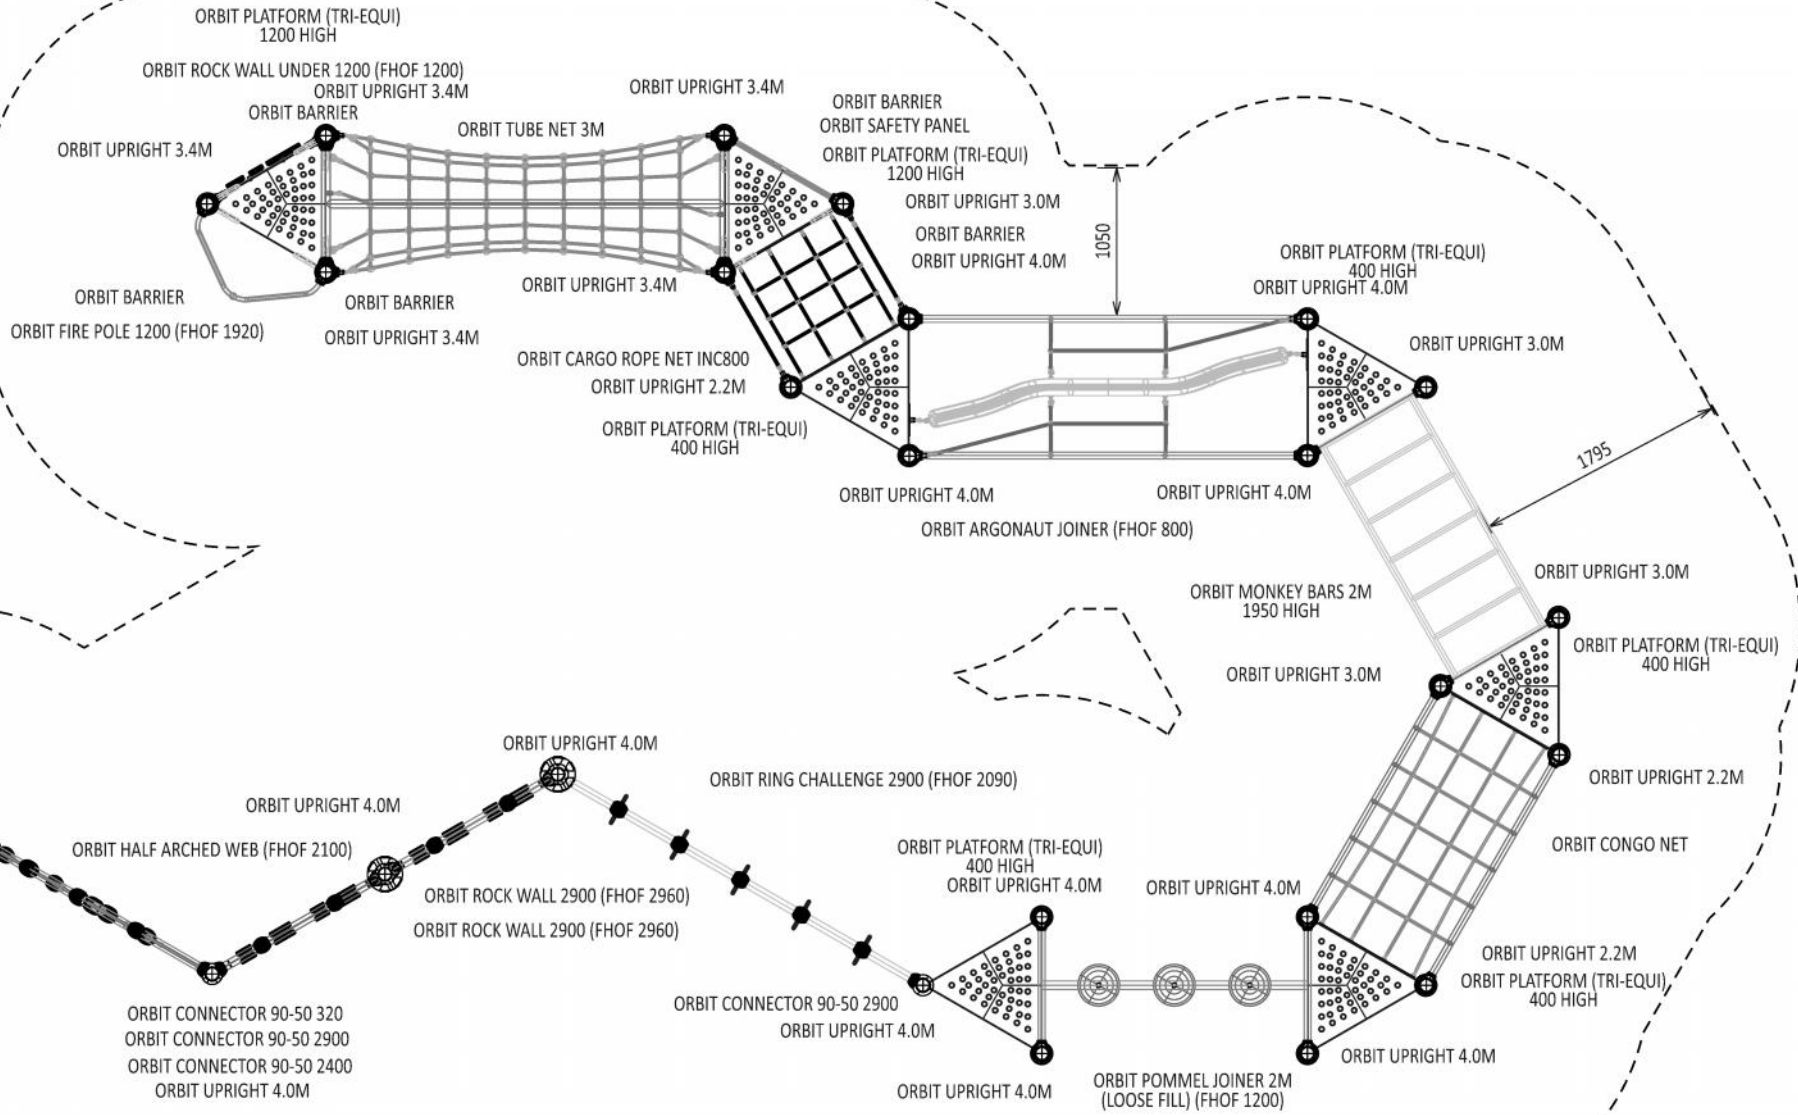 ORBIT PLATFORM (TRI-EQUI)
1200 HIGH
ORBIT ROCK WALL UNDER 1200 (FHOF 1200)
ORBIT UPRIGHT 3.4M
ORBIT BARRIER
ORBIT UPRIGHT 3.4M
ORBIT TUBE NET 3M
ORBIT UPRIGHT 3.4M
ORBIT BARRIER
ORBIT SAFETY PANEL
ORBIT PLATFORM (TRI-EQUI)
1200 HIGH
ORBIT UPRIGHT 3.0M
ORBIT BARRIER
ORBIT UPRIGHT 4.0M
1050
ORBIT PLATFORM (TRI-EQUI)
400 HIGH
ORBIT UPRIGHT 4.0M
ORBIT BARRIER
ORBIT FIRE POLE 1200 (FHOF 1920)
ORBIT BARRIER
ORBIT UPRIGHT 3.4M
ORBIT UPRIGHT 3.4M
ORBIT CARGO ROPE NET INC800
ORBIT UPRIGHT 2.2M
ORBIT PLATFORM (TRI-EQUI)
400 HIGH
ORBIT UPRIGHT 3.0M
1795
ORBIT UPRIGHT 4.0M
ORBIT UPRIGHT 4.0M
ORBIT ARGONAUT JOINER (FHOF 800)
ORBIT MONKEY BARS 2M
1950 HIGH
ORBIT UPRIGHT 3.0M
ORBIT PLATFORM (TRI-EQUI)
400 HIGH
ORBIT UPRIGHT 3.0M
ORBIT UPRIGHT 2.2M
ORBIT CONGO NET
ORBIT UPRIGHT 4.0M
ORBIT RING CHALLENGE 2900 (FHOF 2090)
ORBIT UPRIGHT 4.0M
ORBIT HALF ARCHED WEB (FHOF 2100)
ORBIT ROCK WALL 2900 (FHOF 2960)
ORBIT ROCK WALL 2900 (FHOF 2960)
ORBIT PLATFORM (TRI-EQUI)
400 HIGH
ORBIT UPRIGHT 4.0M
ORBIT UPRIGHT 4.0M
ORBIT UPRIGHT 2.2M
ORBIT PLATFORM (TRI-EQUI)
400 HIGH
ORBIT CONNECTOR 90-50 2900
ORBIT UPRIGHT 4.0M
ORBIT CONNECTOR 90-50 320
ORBIT CONNECTOR 90-50 2900
ORBIT CONNECTOR 90-50 2400
ORBIT UPRIGHT 4.0M
ORBIT UPRIGHT 4.0M
ORBIT UPRIGHT 4.0M
ORBIT POMMEL JOINER 2M
(LOOSE FILL) (FHOF 1200)